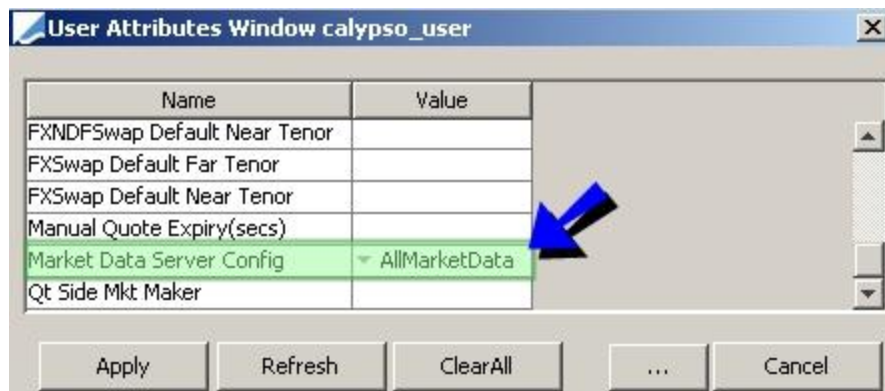 User Attributes Window calypso_user
Name Value
FXNDFSwap Default Near Tenor
FXSwap Default Far Tenor
FXSwap Default Near Tenor
Manual Quote Expiry(secs)
Market Data Server Config AllMarketData
Qt Side Mkt Maker
Apply Refresh ClearAll ... Cancel